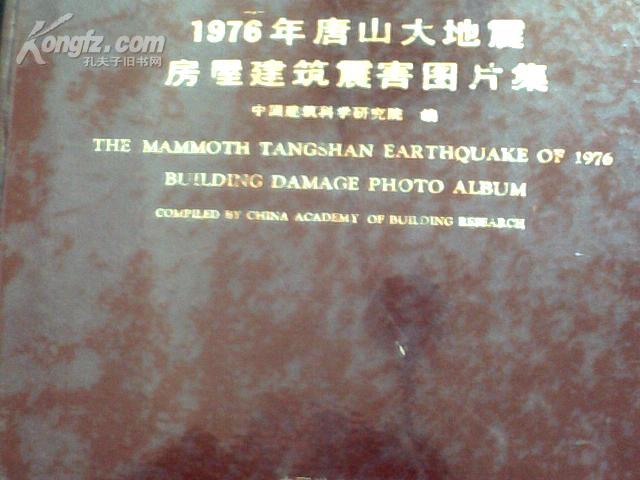 Kongfz.com
孔夫子旧书网
1976年唐山大地震
房屋建筑震害图片集
中国建筑科学研究院 编
THE MAMMOTH TANGSHAN EARTHQUAKE OF 1976
BUILDING DAMAGE PHOTO ALBUM
COMPILED BY CHINA ACADEMY OF BUILDING RESEARCH